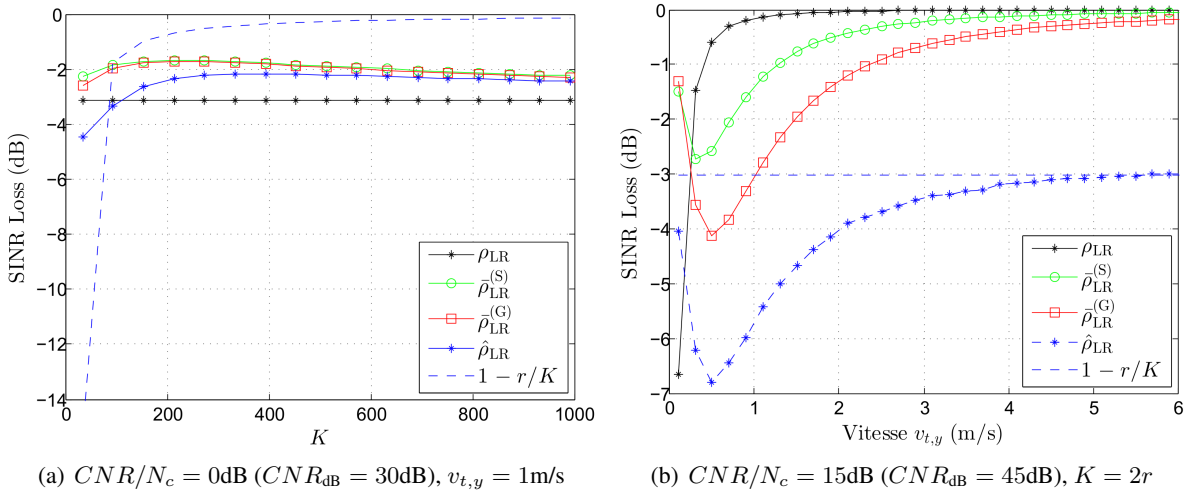 0
−2
−4
−6
−8
−10
−12
−14
SINR Loss (dB)
0 200 400 600 800 1000
K
ρ_LR
ρ̄_LR^(S)
ρ̄_LR^(G)
ρ̂_LR
1 − r/K
(a) CNR/N_c = 0dB (CNR_dB = 30dB), v_{t,y} = 1m/s
0
−1
−2
−3
−4
−5
−6
−7
SINR Loss (dB)
0 1 2 3 4 5 6
Vitesse v_{t,y} (m/s)
ρ_LR
ρ̄_LR^(S)
ρ̄_LR^(G)
ρ̂_LR
1 − r/K
(b) CNR/N_c = 15dB (CNR_dB = 45dB), K = 2r